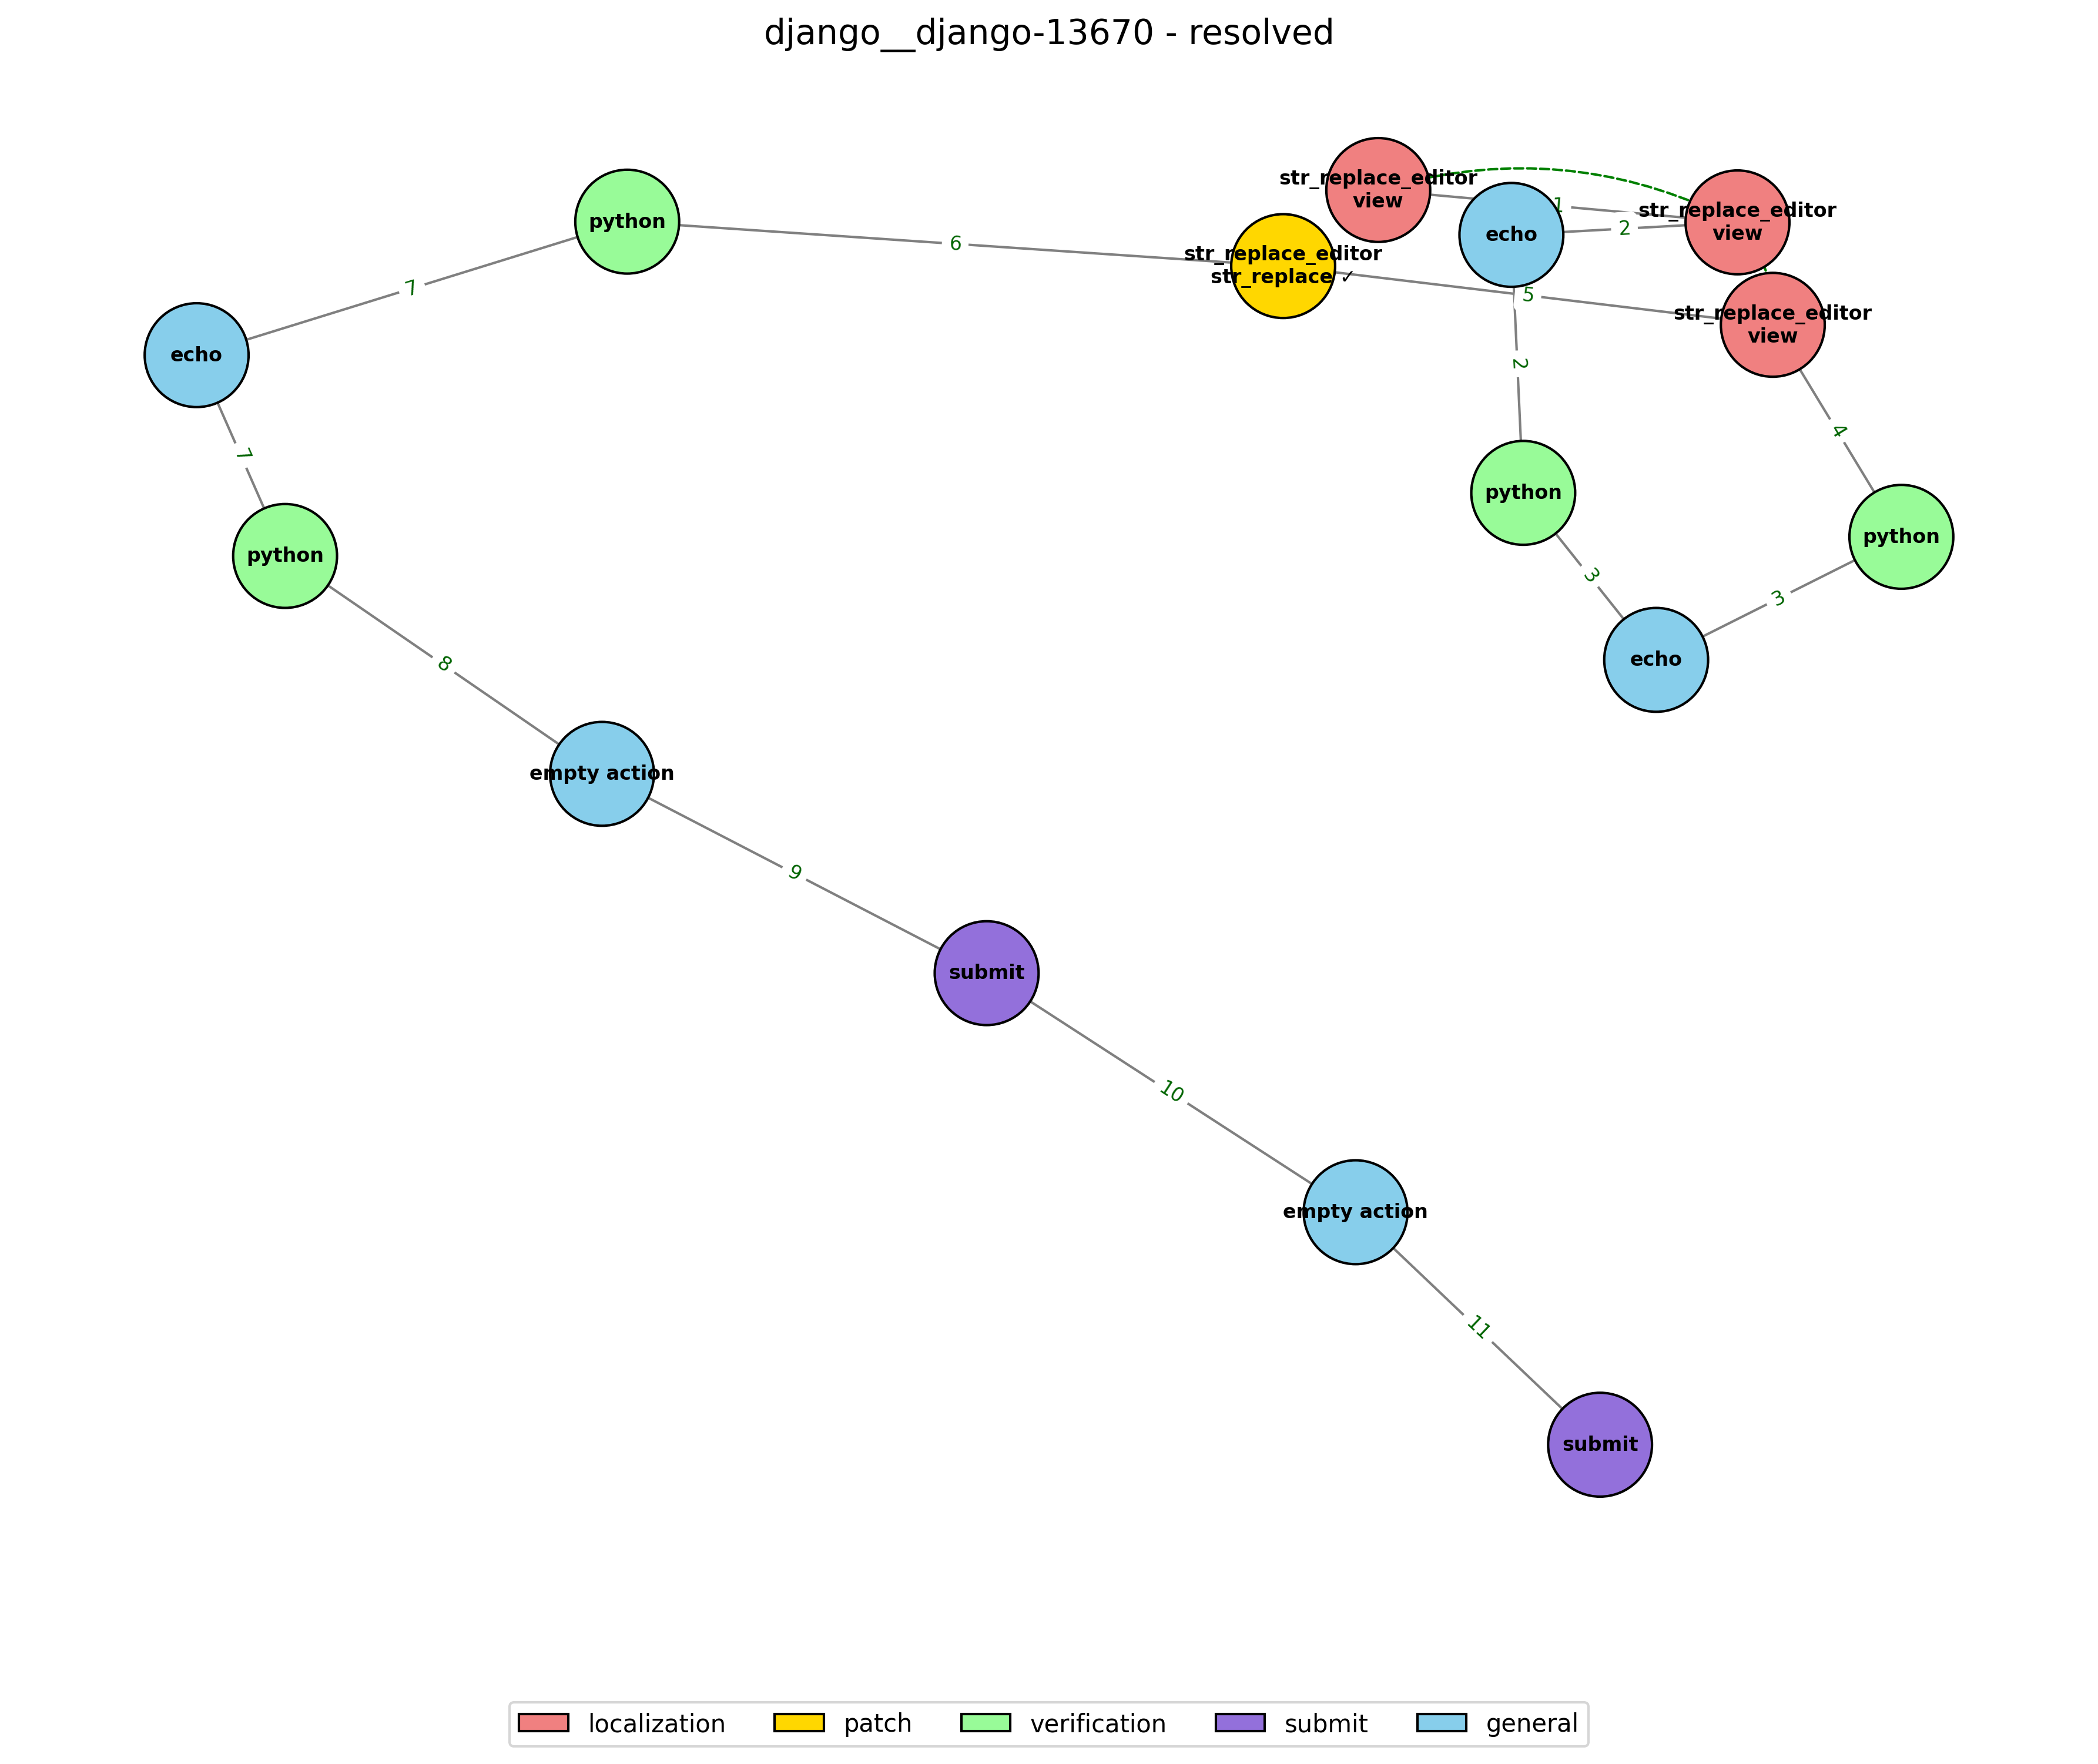 django__django-13670 - resolved
str_replace_editor
view
1
str_replace_editor
view
python
echo
2
6
str_replace_editor
str_replace ✓
7
5
str_replace_editor
view
echo
2
4
7
python
python
python
3
3
echo
8
empty action
9
submit
10
empty action
11
submit
localization
patch
verification
submit
general